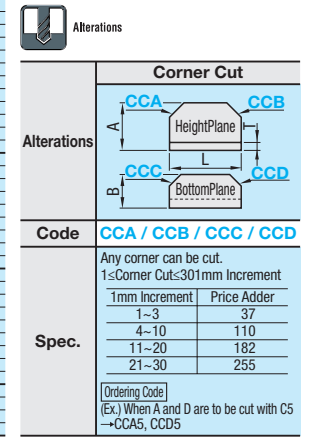 Alterations
Corner Cut
Alterations
CCA
CCB
A
HeightPlane
T
L
CCC
CCD
B
BottomPlane
Code
CCA / CCB / CCC / CCD
Spec.
Any corner can be cut.
1≤Corner Cut≤301mm Increment
1mm Increment Price Adder
1~3 37
4~10 110
11~20 182
21~30 255
Ordering Code
(Ex.) When A and D are to be cut with C5
→CCA5, CCD5